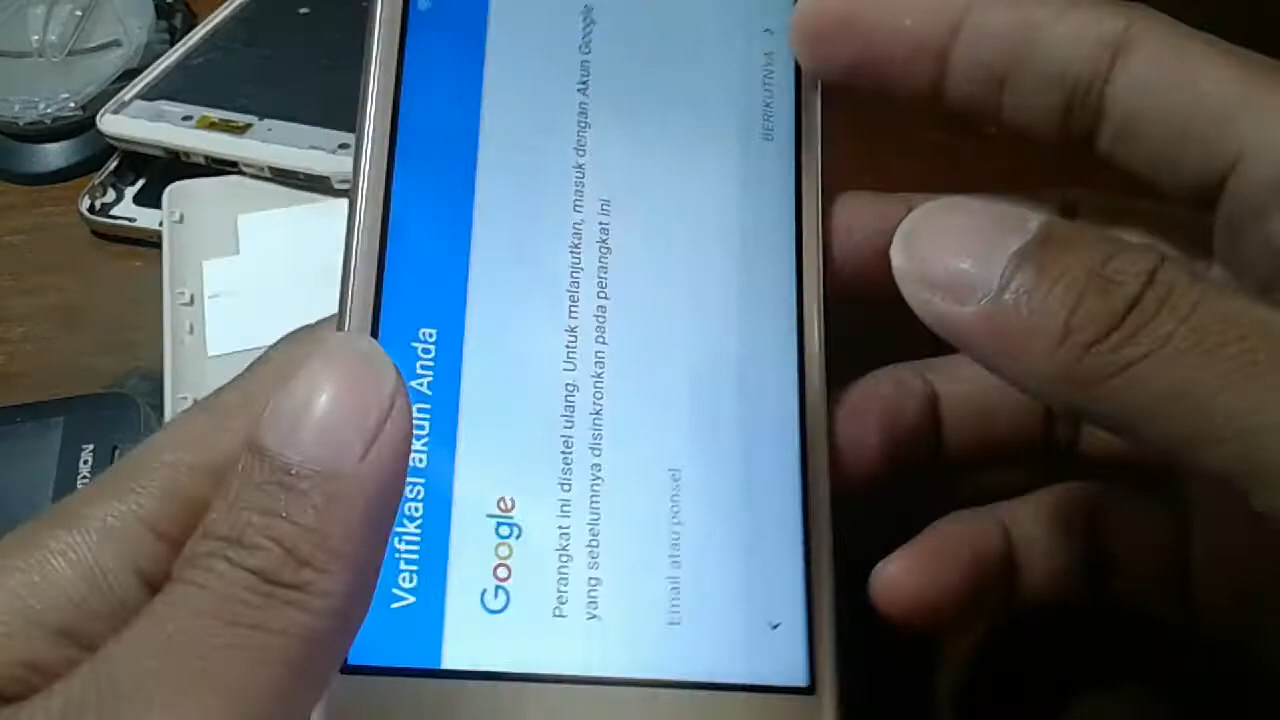 Verifikasi akun Anda
Google
Perangkat ini disetel ulang. Untuk melanjutkan, masuk dengan Akun Google
yang sebelumnya disinkronkan pada perangkat ini
Email atau ponsel
BERIKUTNYA